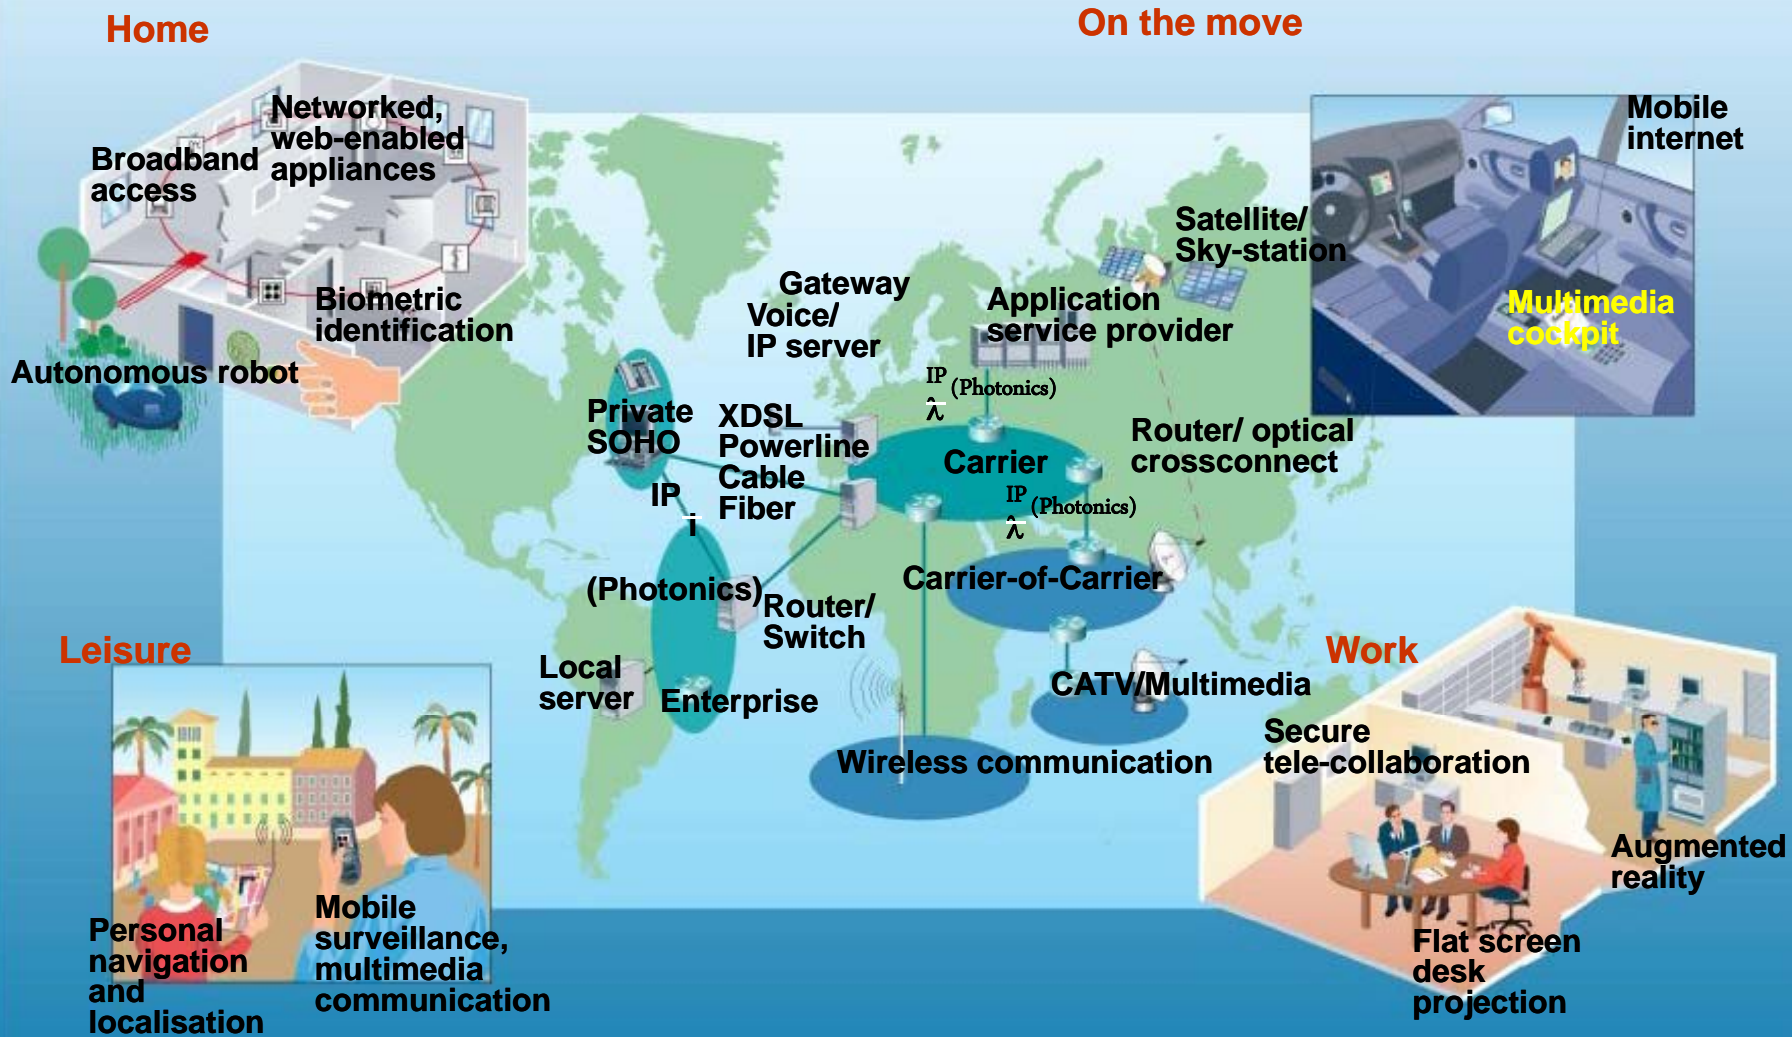 Home
On the move
Networked,
web-enabled
appliances
Broadband
access
Biometric
identification
Autonomous robot
Mobile
internet
Multimedia
cockpit
Satellite/
Sky-station
Gateway
Voice/
IP server
Application
service provider
IP
λ
(Photonics)
Private
SOHO
XDSL
Powerline
Cable
Fiber
Carrier
Router/ optical
crossconnect
IP
i
IP
λ
(Photonics)
(Photonics)
Carrier-of-Carrier
Router/
Switch
Local
server
Enterprise
CATV/Multimedia
Wireless communication
Leisure
Personal
navigation
and
localisation
Mobile
surveillance,
multimedia
communication
Work
Secure
tele-collaboration
Augmented
reality
Flat screen
desk
projection